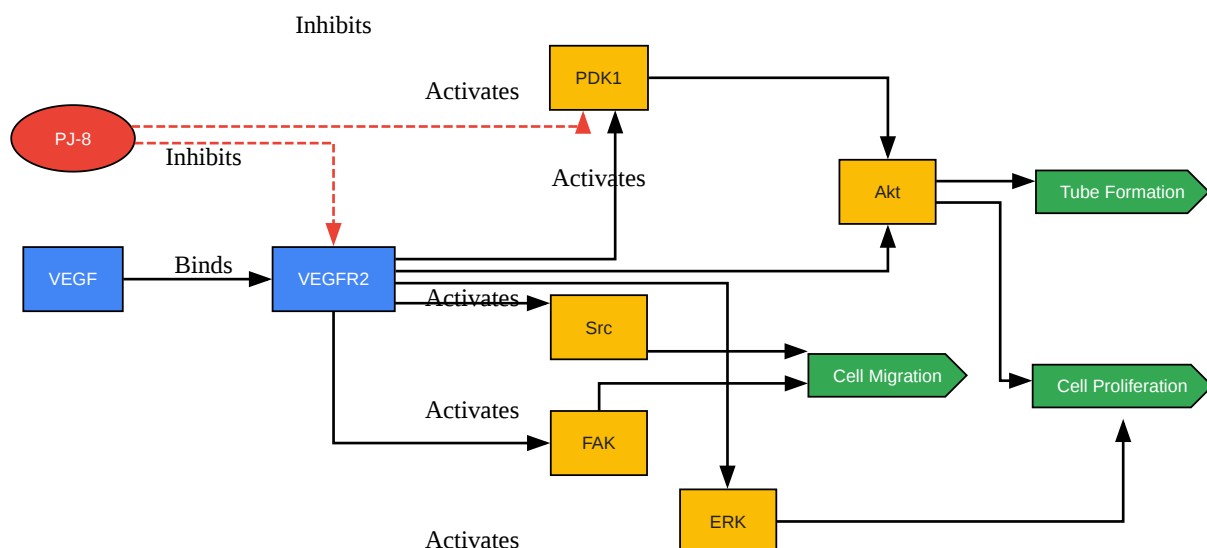 Inhibits
PDK1
Activates
PJ-8
Inhibits
Activates
Akt
Tube Formation
VEGF
Binds
VEGFR2
Activates
Src
Cell Migration
Cell Proliferation
Activates
FAK
ERK
Activates